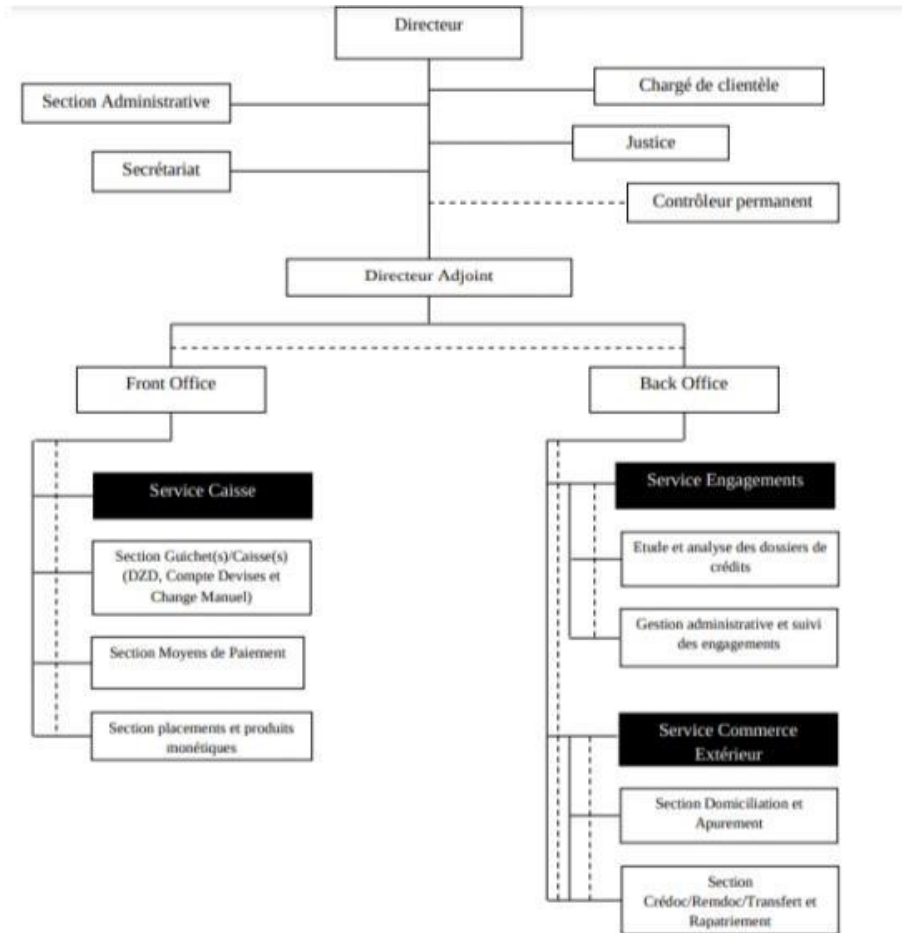 Directeur
Section Administrative
Chargé de clientèle
Justice
Secrétariat
Contrôleur permanent
Directeur Adjoint
Front Office
Back Office
Service Caisse
Section Guichet(s)/Caisse(s)
(DZD, Compte Devises et
Change Manuel)
Section Moyens de Paiement
Section placements et produits
monétiques
Service Engagements
Etude et analyse des dossiers de
crédits
Gestion administrative et suivi
des engagements
Service Commerce
Extérieur
Section Domiciliation et
Apurement
Section
Crédoc/Remdoc/Transfert et
Rapatriement